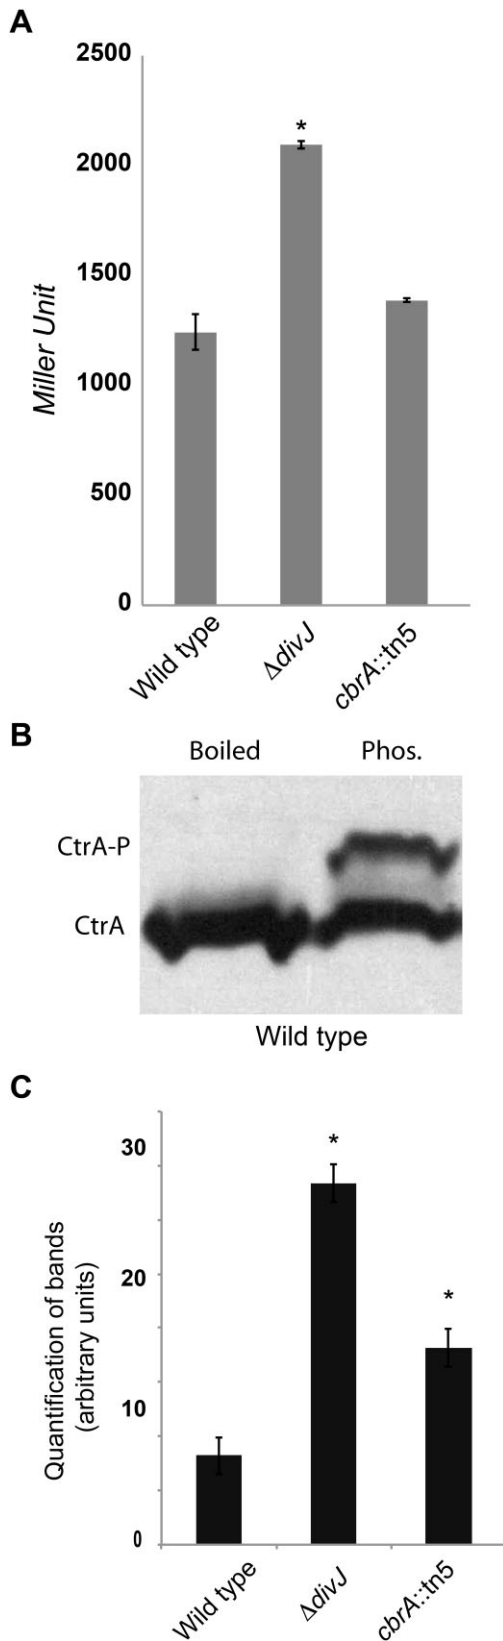 A
2500
2000
1500
1000
500
0
Miller Unit
*
Wild type
ΔdivJ
cbrA::tn5
B
Boiled Phos.
CtrA-P
CtrA
Wild type
C
30
20
10
0
Quantification of bands
(arbitrary units)
*
*
Wild type
ΔdivJ
cbrA::tn5